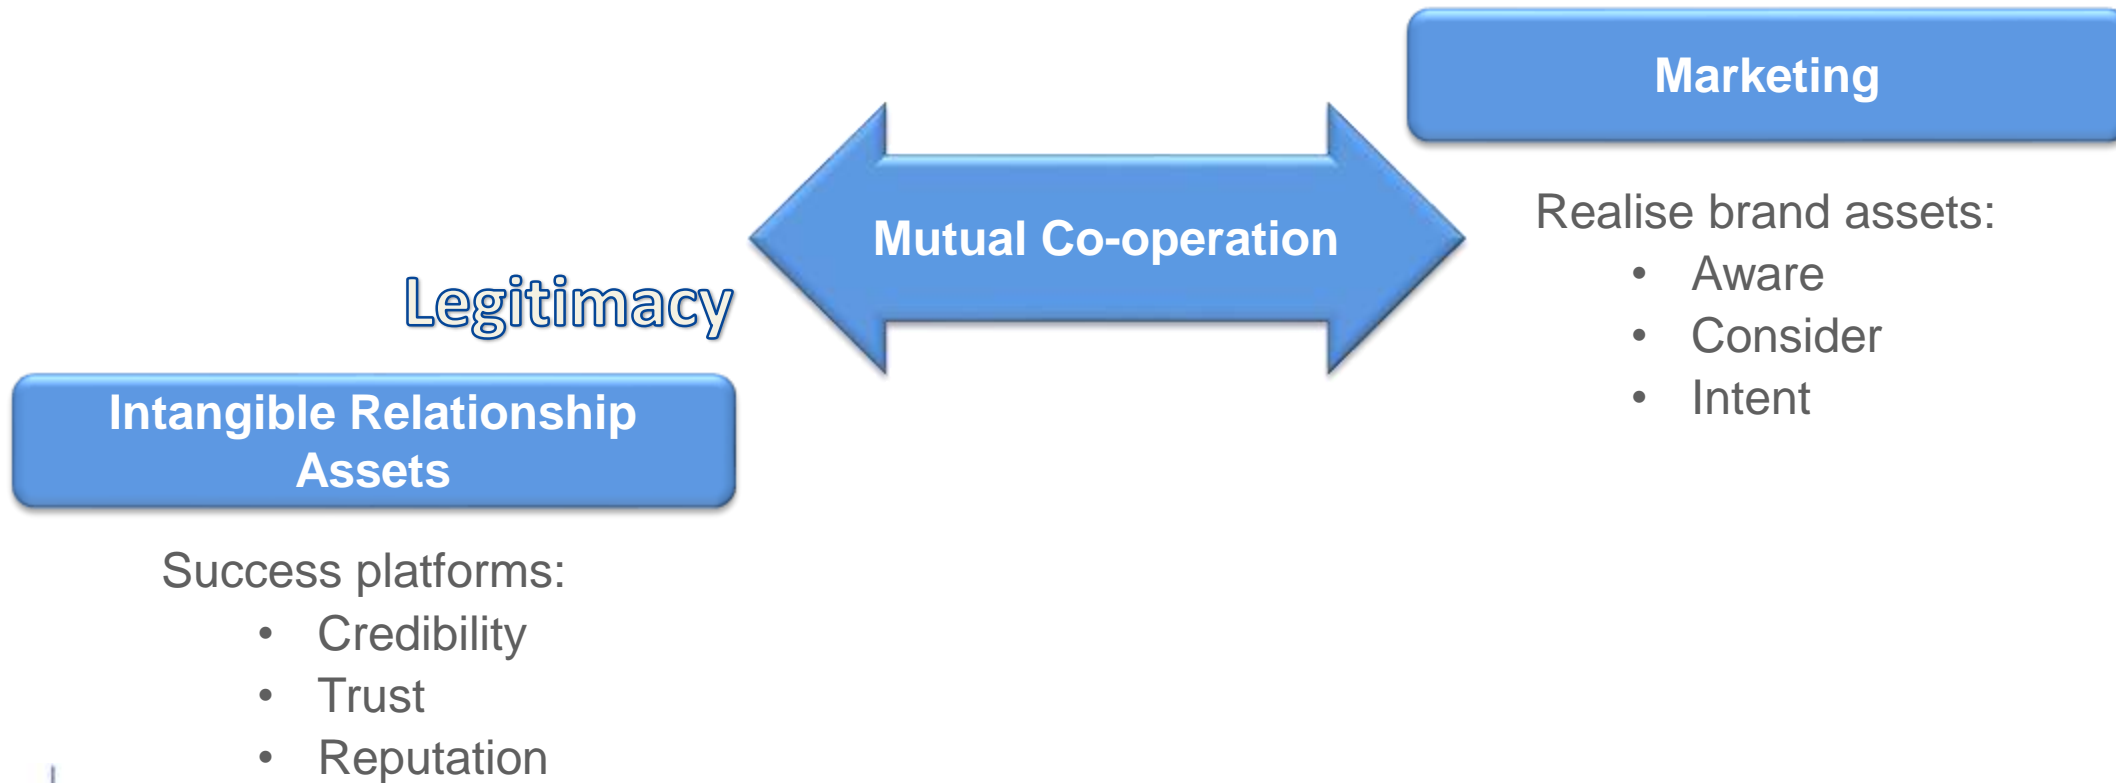 Marketing
Mutual Co-operation
Realise brand assets:
• Aware
• Consider
• Intent
Legitimacy
Intangible Relationship
Assets
Success platforms:
• Credibility
• Trust
• Reputation